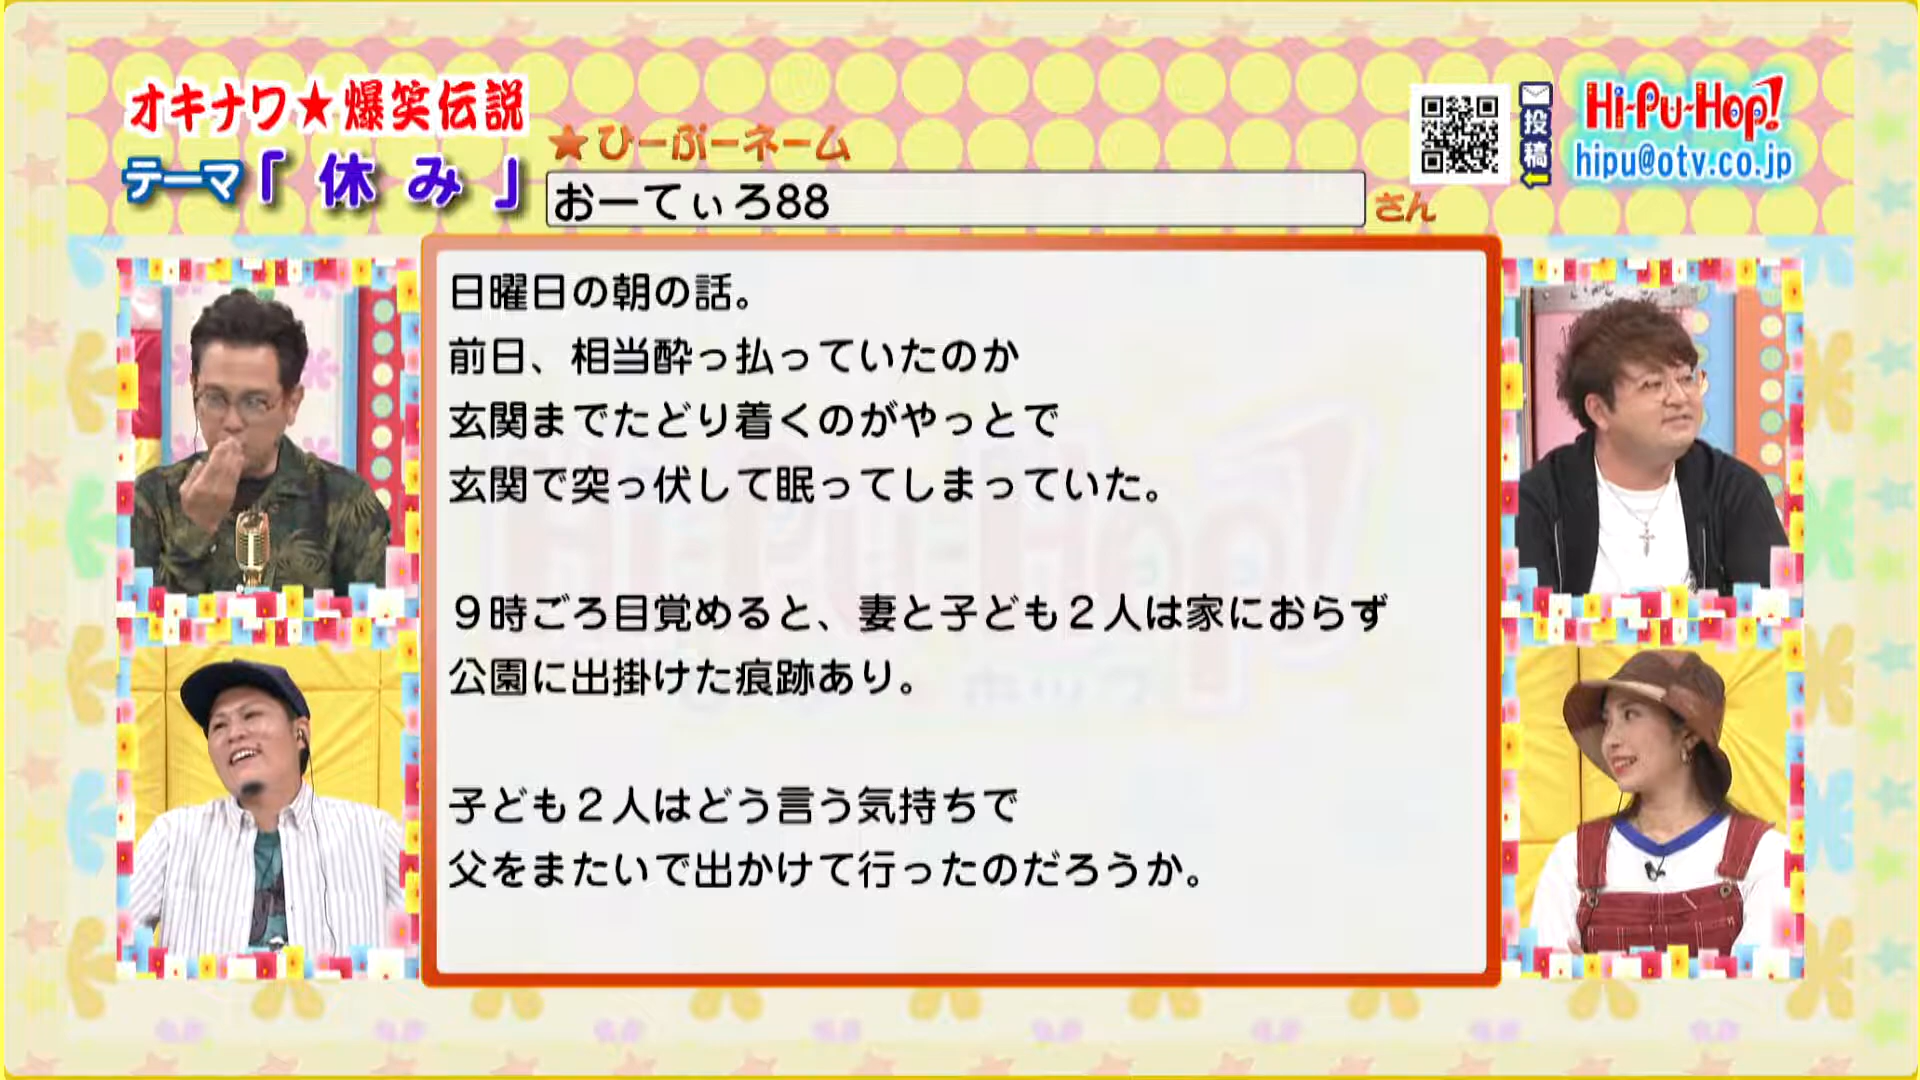 オキナワ★爆笑伝説
テーマ「休み」
★ひーぷーネーム
おーてぃろ88
さん
投稿
Hi-Pu-Hop!
hipu@otv.co.jp
日曜日の朝の話。
前日、相当酔っ払っていたのか
玄関までたどり着くのがやっとで
玄関で突っ伏して眠ってしまっていた。
９時ごろ目覚めると、妻と子ども２人は家におらず
公園に出掛けた痕跡あり。
子ども２人はどう言う気持ちで
父をまたいで出かけて行ったのだろうか。